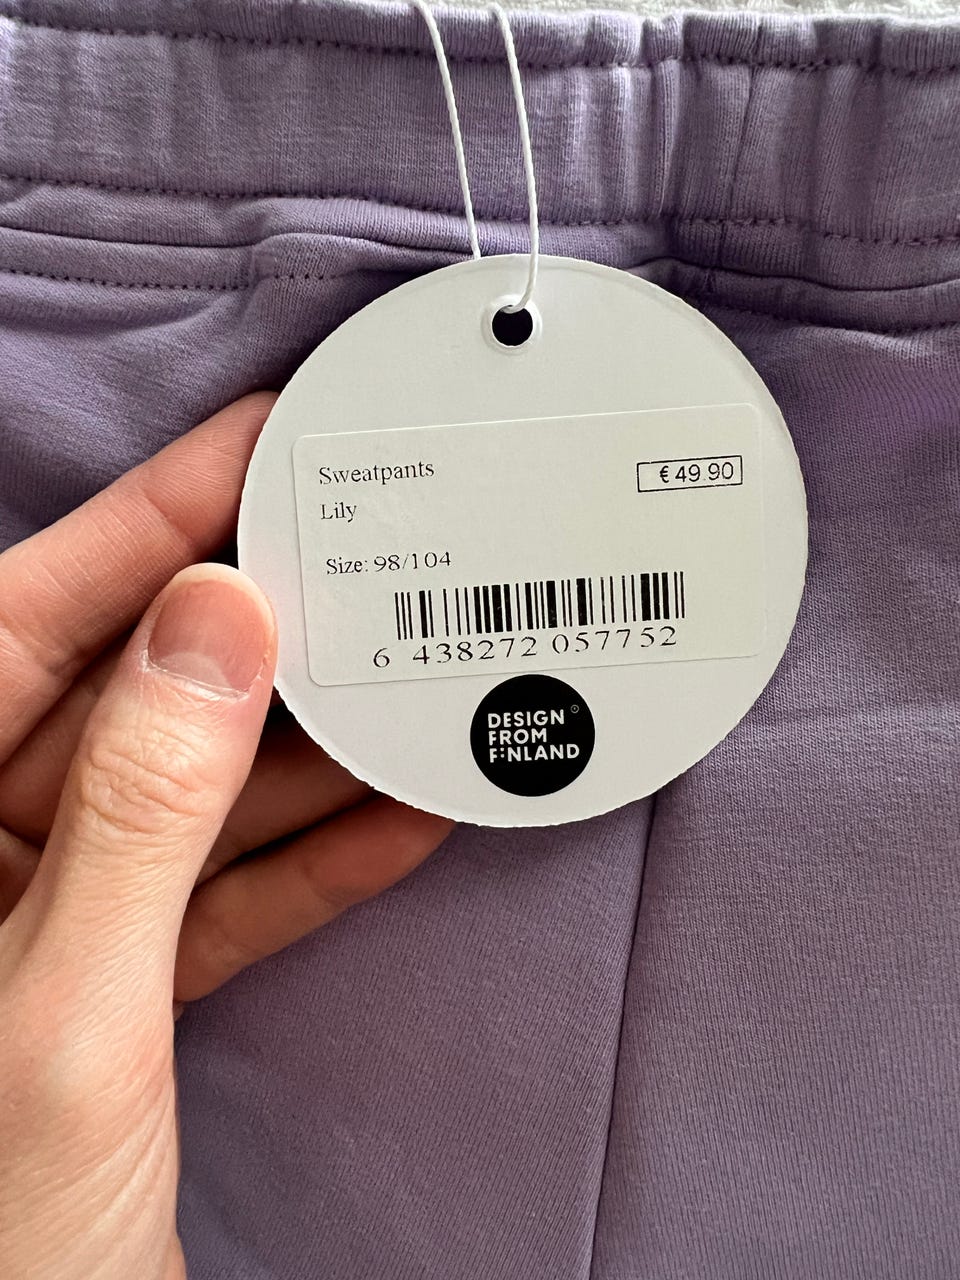 Sweatpants
€ 49.90
Lily
Size: 98/104
6 438272 057752
DESIGN
FROM
FINLAND